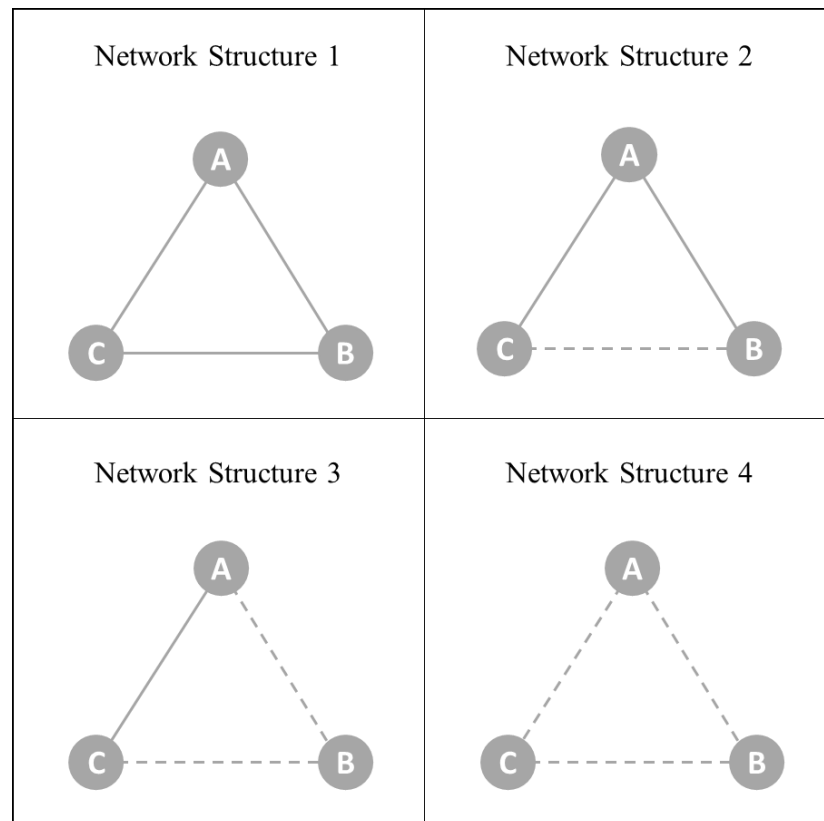 Network Structure 1
A
C
B
Network Structure 2
A
C
B
Network Structure 3
A
C
B
Network Structure 4
A
C
B